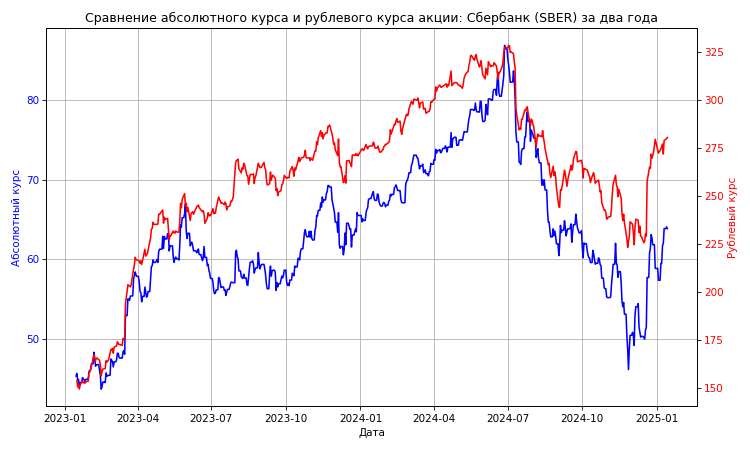 Сравнение абсолютного курса и рублевого курса акции: Сбербанк (SBER) за два года
Абсолютный курс
80
70
60
50
325
300
275
250
225
200
175
150
Рублевый курс
2023-01 2023-04 2023-07 2023-10 2024-01 2024-04 2024-07 2024-10 2025-01
Дата